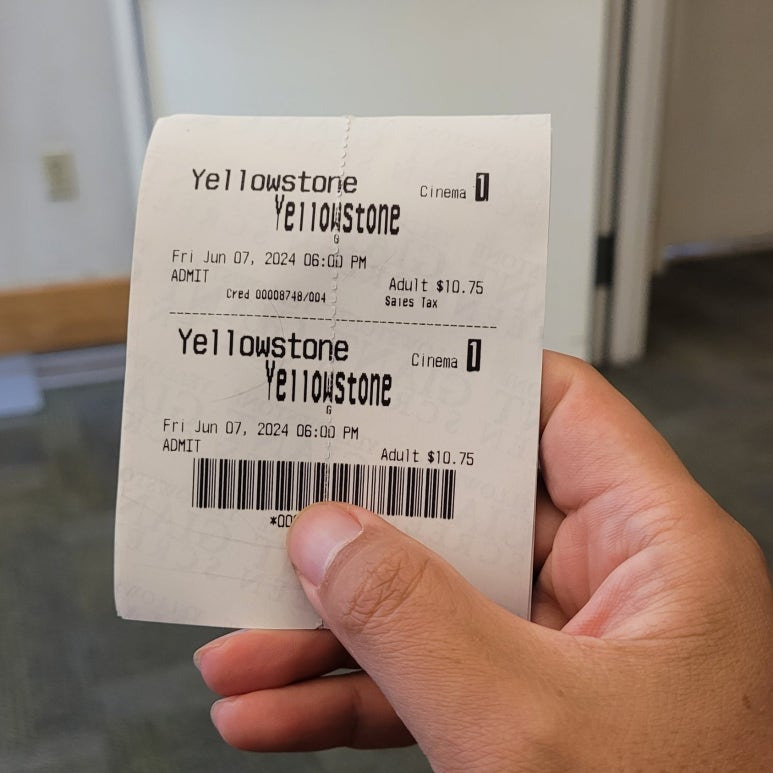 Yellowstone
Cinema 1
Yellowstone
G
Fri Jun 07, 2024 06:00 PM
ADMIT
Adult $10.75
Cred 00008748/004
Sales Tax
Yellowstone
Cinema 1
Yellowstone
G
Fri Jun 07, 2024 06:00 PM
ADMIT
Adult $10.75